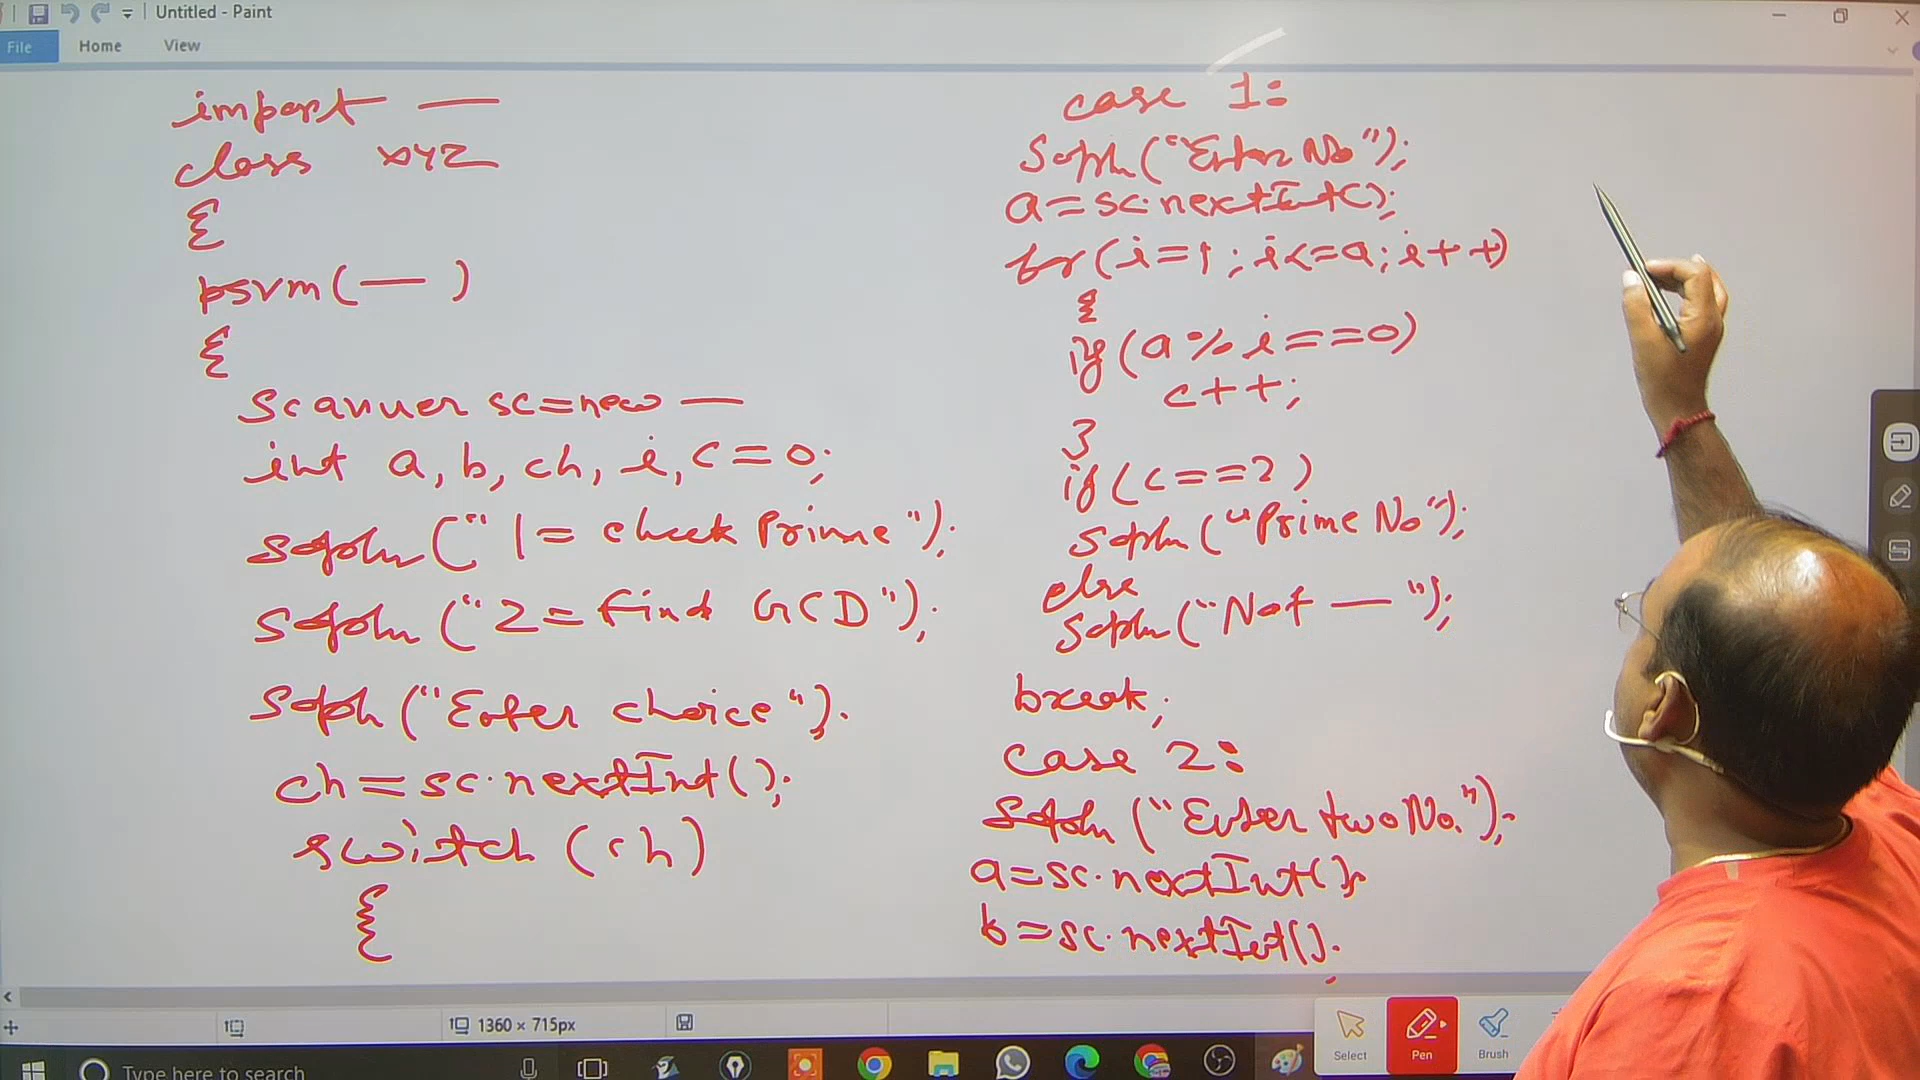 Untitled - Paint
File Home View
import —
class xyz
{
psvm( — )
{
Scanner sc=new —
int a, b, ch, i, c=0;
Sopln("1= check Prime");
Sopln("2= Find GCD");
Sopln("Enter choice");
ch=sc.nextInt();
switch (ch)
{
case 1:
Sopln("Enter No");
a=sc.nextInt();
for(i=1;i<=a;i++)
{
if(a%i==0)
c++;
}
if(c==2)
Sopln("Prime No");
else
Sopln("Not — ");
break;
case 2:
Sopln("Enter two No.");
a=sc.nextInt();
b=sc.nextInt();
1360 × 715px
Select Pen Brush
Type here to search